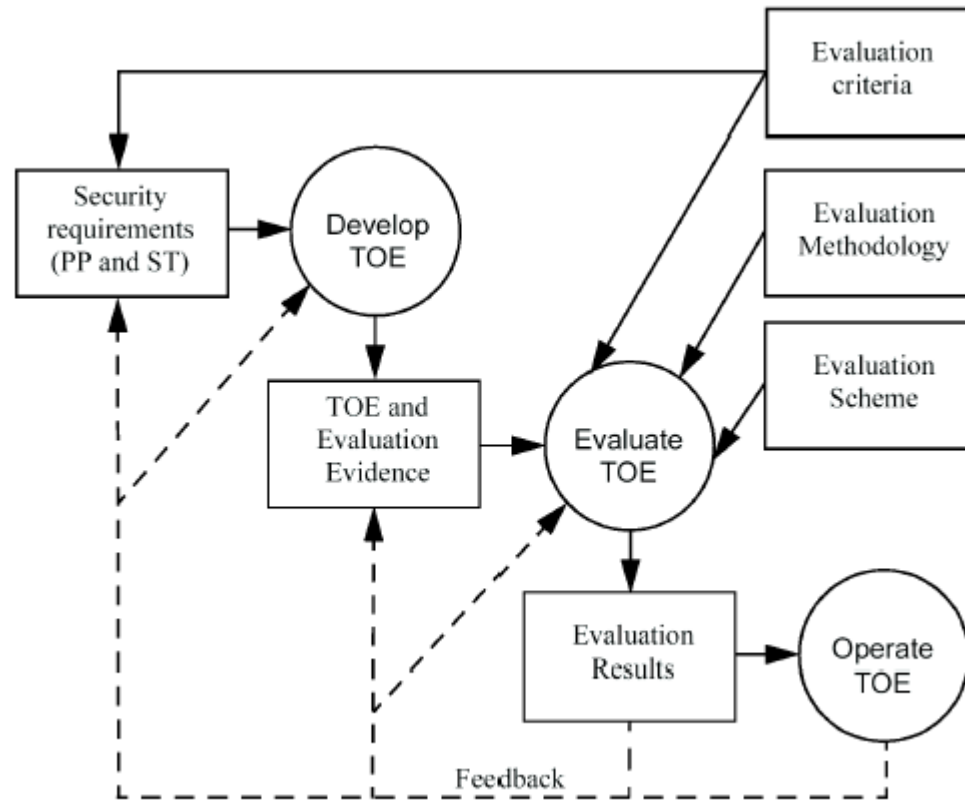 Evaluation
criteria
Security
requirements
(PP and ST)
Develop
TOE
Evaluation
Methodology
TOE and
Evaluation
Evidence
Evaluate
TOE
Evaluation
Scheme
Evaluation
Results
Operate
TOE
Feedback